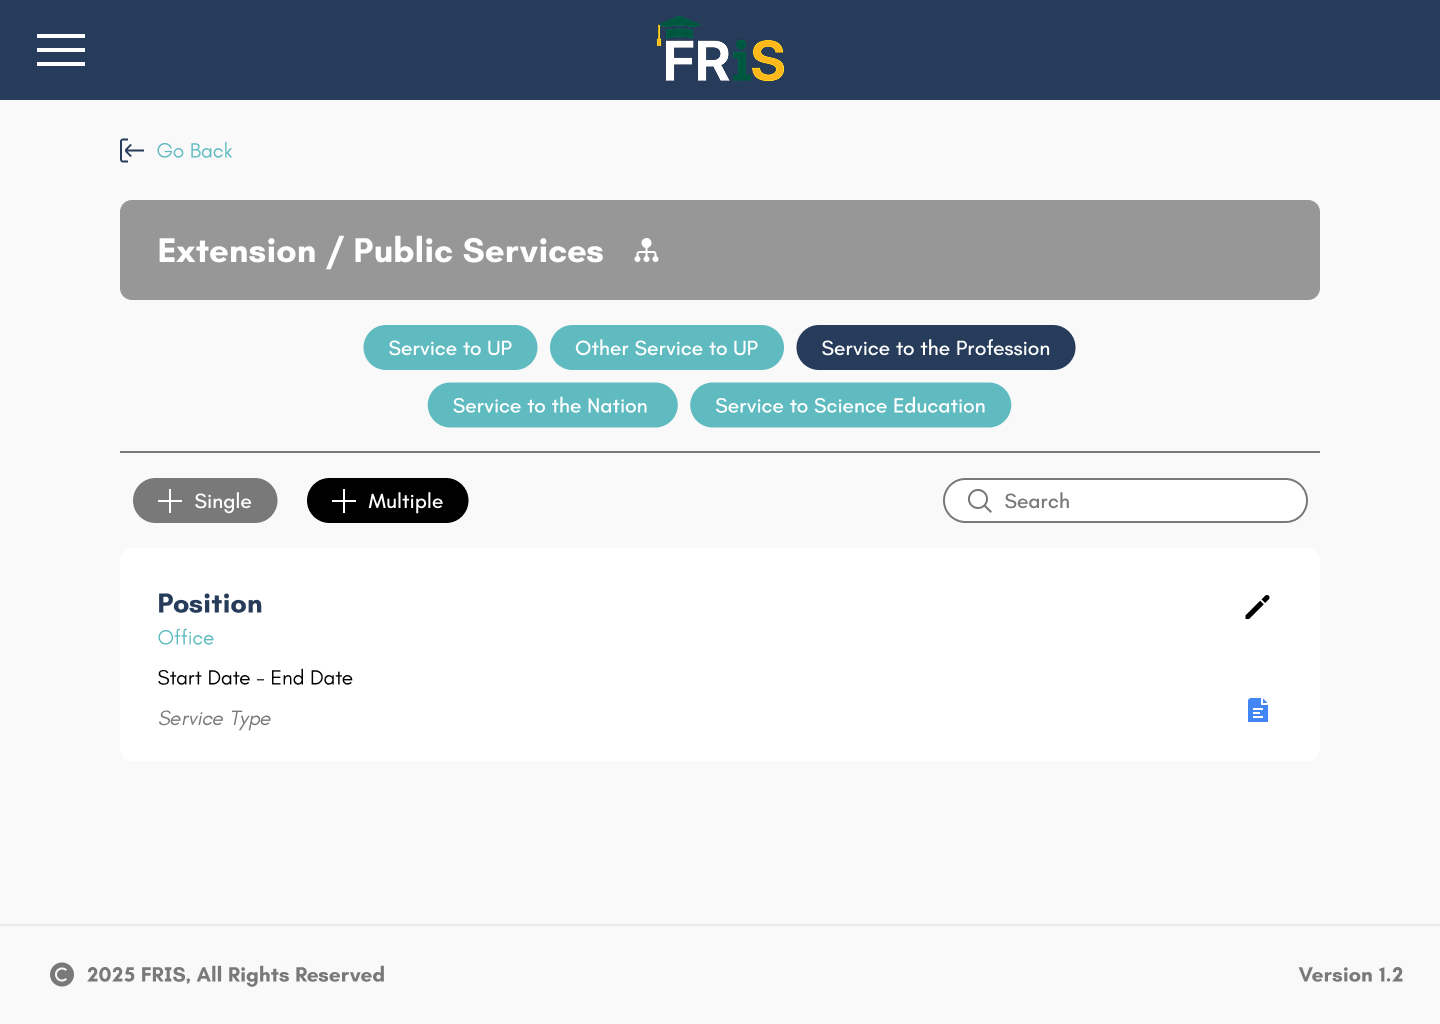 FRiS
Go Back
Extension / Public Services
Service to UP
Other Service to UP
Service to the Profession
Service to the Nation
Service to Science Education
Single
Multiple
Search
Position
Office
Start Date - End Date
Service Type
© 2025 FRIS, All Rights Reserved
Version 1.2